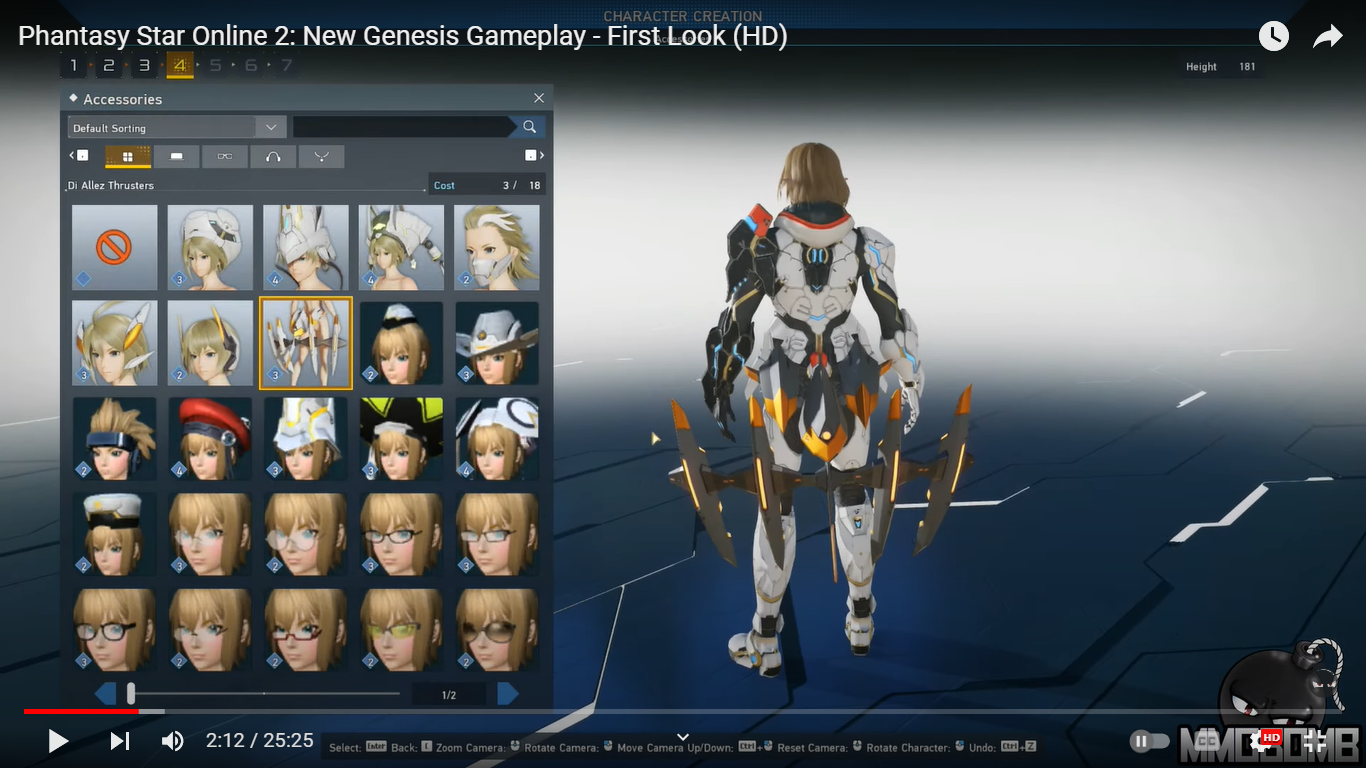 CHARACTER CREATION
Phantasy Star Online 2: New Genesis Gameplay - First Look (HD)
1 2 3 4 5 6 7
Height 181
Accessories
Default Sorting
Di Allez Thrusters
Cost 3 / 18
3 4 4 2
3 2 3 2 3
2 4 3 3 4
2 3 2 3 3
3 2 2 2 2
1/2
2:12 / 25:25
Select: Enter Back: Zoom Camera: Rotate Camera: Move Camera Up/Down: Ctrl+ Reset Camera: Rotate Character: Undo: Ctrl+Z
CC
HD
MMOBOMB